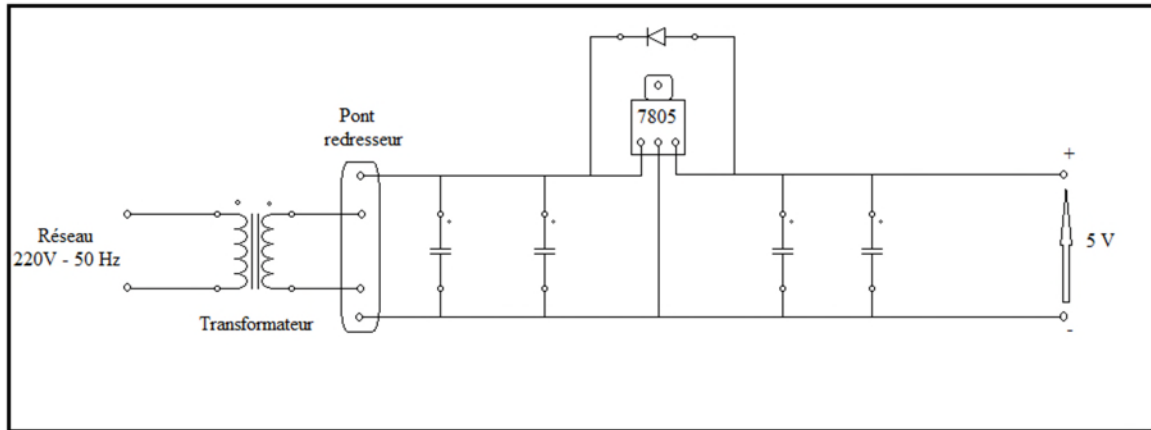 7805
Pont
redresseur
+
Réseau
220V - 50 Hz
5 V
Transformateur
-